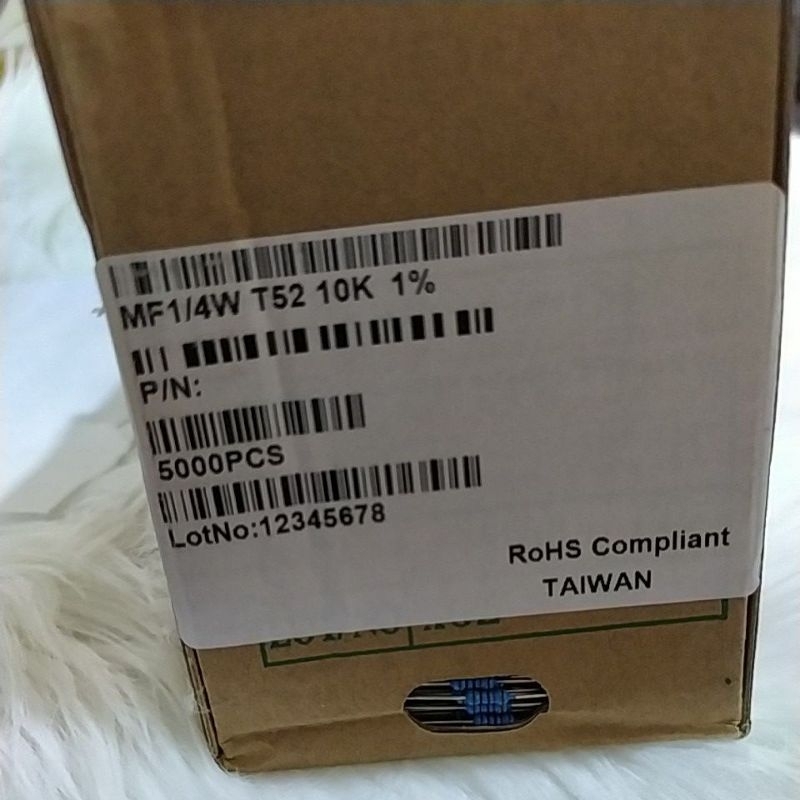 MF1/4W T52 10K 1%
P/N:
5000PCS
LotNo:12345678
RoHS Compliant
TAIWAN